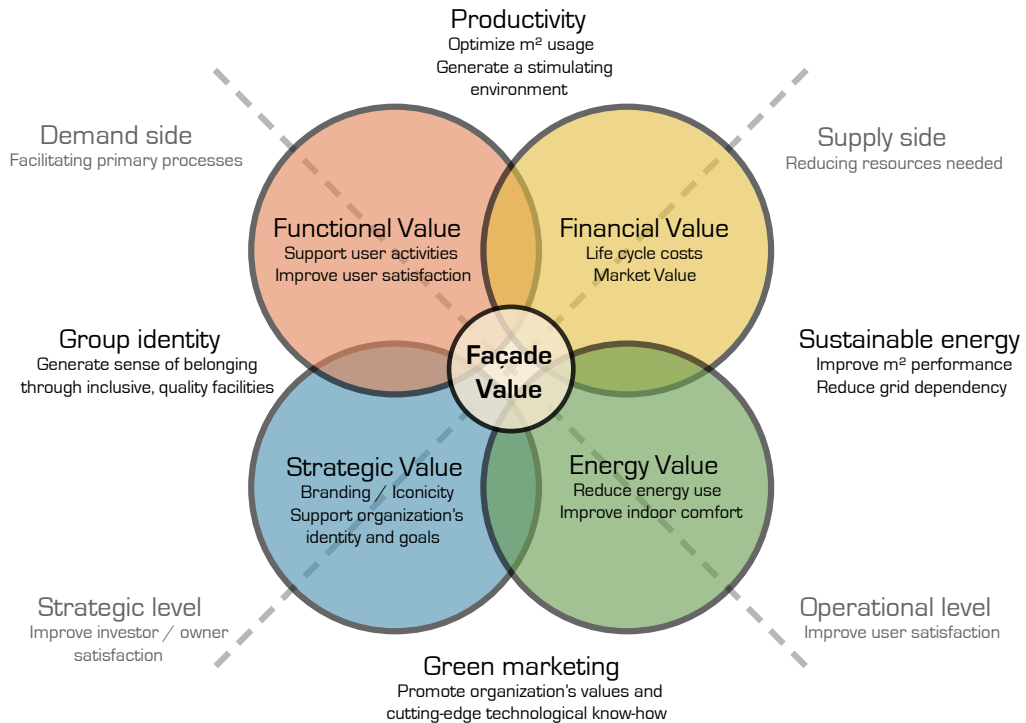 Productivity
Optimize m² usage
Generate a stimulating
environment
Demand side
Facilitating primary processes
Supply side
Reducing resources needed
Functional Value
Support user activities
Improve user satisfaction
Financial Value
Life cycle costs
Market Value
Group identity
Generate sense of belonging
through inclusive, quality facilities
Façade
Value
Sustainable energy
Improve m² performance
Reduce grid dependency
Strategic Value
Branding / Iconicity
Support organization's
identity and goals
Energy Value
Reduce energy use
Improve indoor comfort
Strategic level
Improve investor / owner
satisfaction
Operational level
Improve user satisfaction
Green marketing
Promote organization's values and
cutting-edge technological know-how